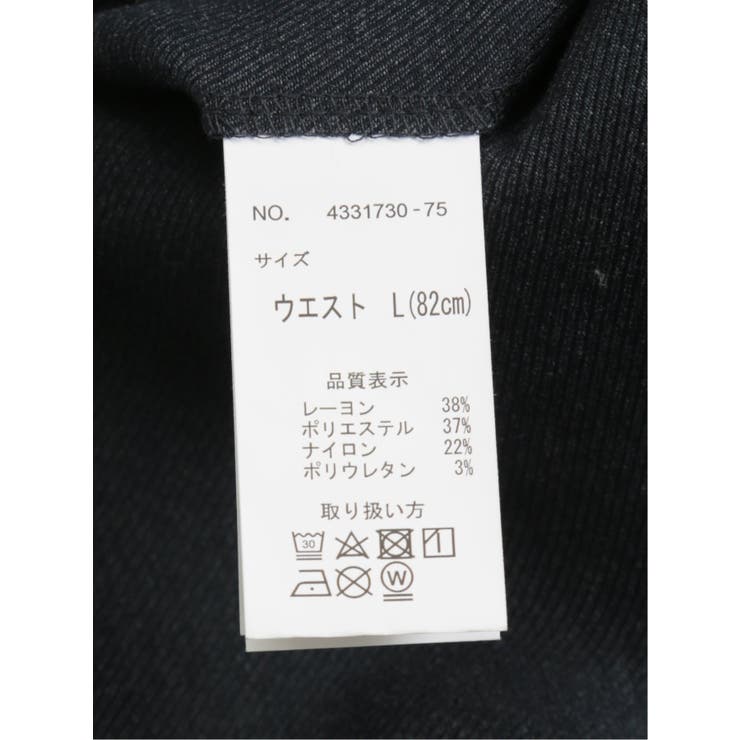 NO. 4331730-75
サイズ
ウエスト L(82cm)
品質表示
レーヨン 38%
ポリエステル 37%
ナイロン 22%
ポリウレタン 3%
取り扱い方
30
W